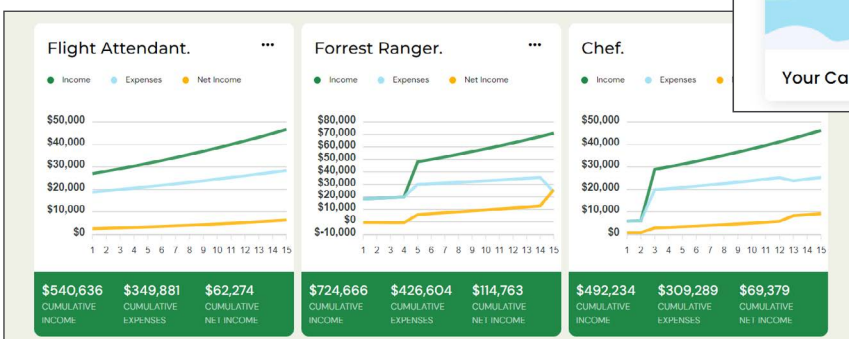 Flight Attendant. •••
Income Expenses Net Income
$50,000
$40,000
$30,000
$20,000
$10,000
$0
1 2 3 4 5 6 7 8 9 10 11 12 13 14 15
$540,636 $349,881 $62,274
CUMULATIVE CUMULATIVE CUMULATIVE
INCOME EXPENSES NET INCOME
Forrest Ranger. •••
Income Expenses Net Income
$80,000
$70,000
$60,000
$50,000
$40,000
$30,000
$20,000
$10,000
$0
$-10,000
1 2 3 4 5 6 7 8 9 10 11 12 13 14 15
$724,666 $426,604 $114,763
CUMULATIVE CUMULATIVE CUMULATIVE
INCOME EXPENSES NET INCOME
Chef.
Income Expenses
$50,000
$40,000
$30,000
$20,000
$10,000
$0
1 2 3 4 5 6 7 8 9 10 11 12 13 14 15
$492,234 $309,289 $69,379
CUMULATIVE CUMULATIVE CUMULATIVE
INCOME EXPENSES NET INCOME
Your Ca